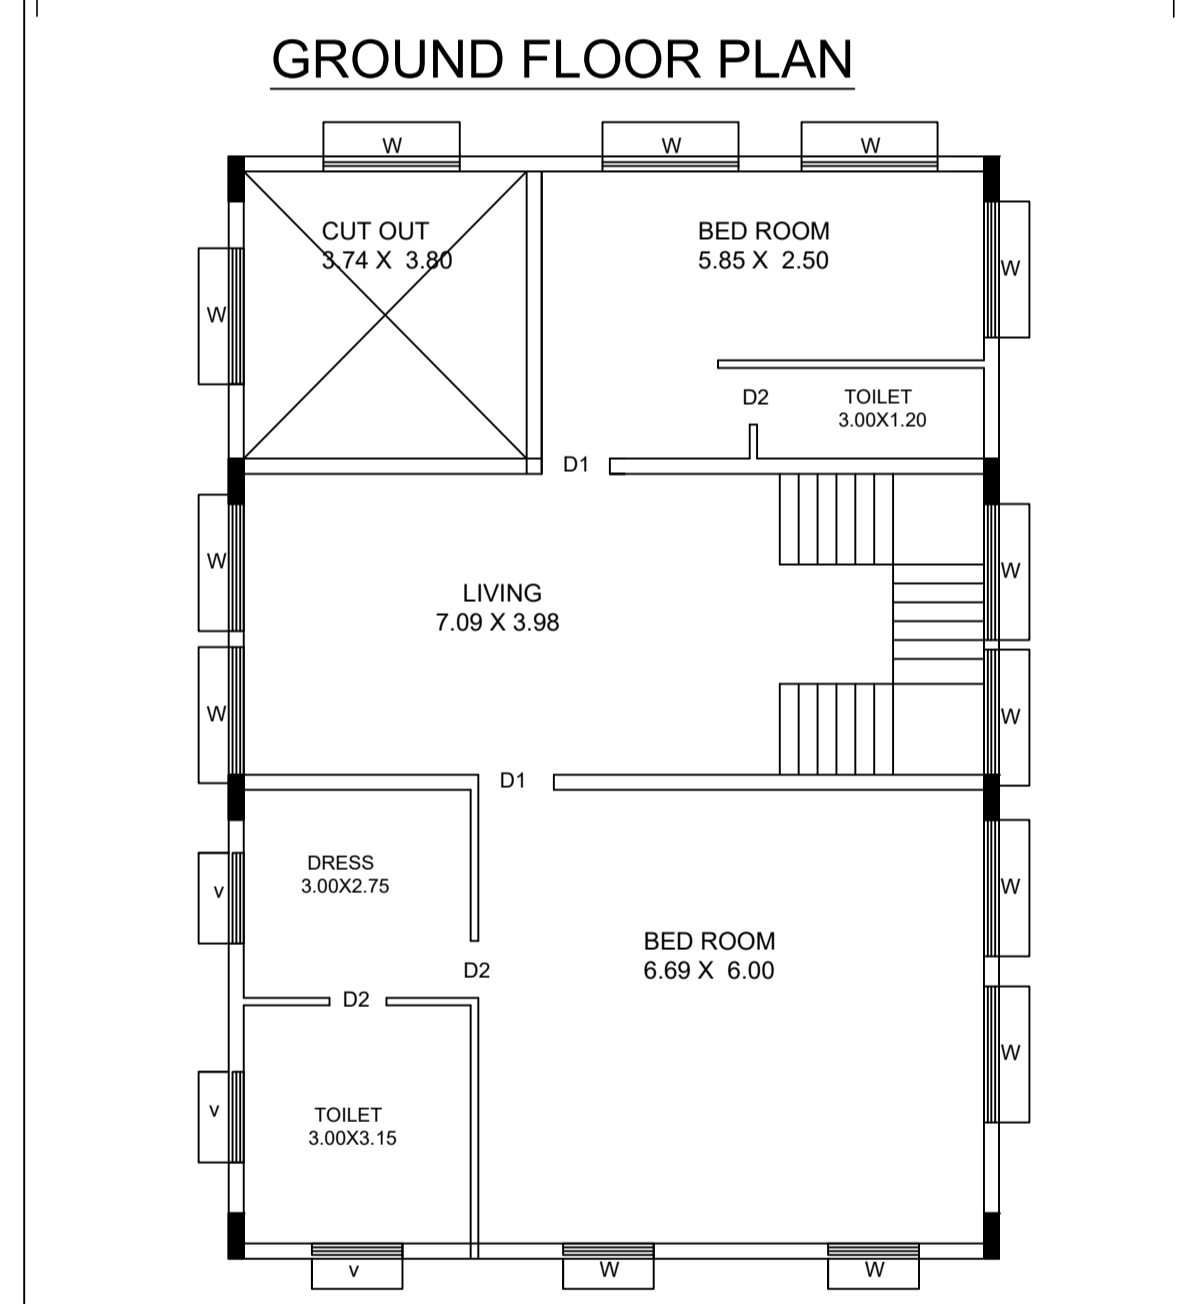 GROUND FLOOR PLAN
W
W
W
CUT OUT
3.74 X  3.80
BED ROOM
5.85 X  2.50
W
W
D2
TOILET
3.00X1.20
D1
W
W
LIVING
7.09 X 3.98
W
W
D1
DRESS
3.00X2.75
v
W
BED ROOM
6.69 X  6.00
D2
D2
W
v
TOILET
3.00X3.15
v
W
W